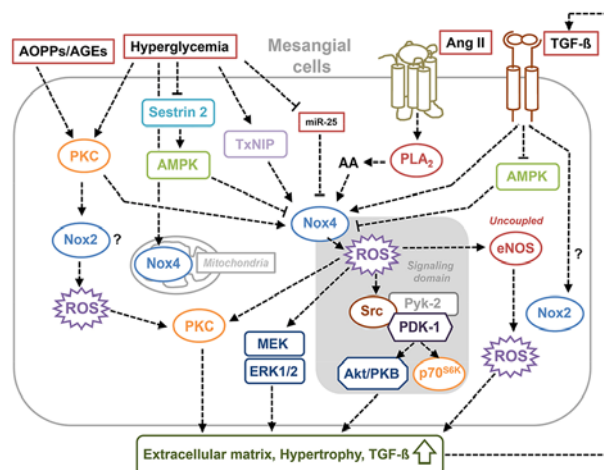 AOPPs/AGEs
Hyperglycemia
Mesangial
cells
Ang II
TGF-ß
Sestrin 2
TxNIP
miR-25
PKC
AMPK
AA
PLA2
AMPK
Nox2 ?
Nox4
Nox4
Mitochondria
ROS
Uncoupled
eNOS
?
Signaling
domain
ROS
PKC
Src
Pyk-2
PDK-1
Nox2
MEK
ERK1/2
ROS
Akt/PKB
p70S6K
Extracellular matrix, Hypertrophy, TGF-ß